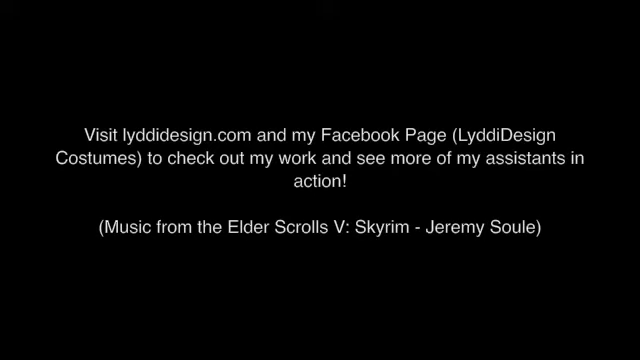 Visit lyddidesign.com and my Facebook Page (LyddiDesign
Costumes) to check out my work and see more of my assistants in
action!
(Music from the Elder Scrolls V: Skyrim - Jeremy Soule)